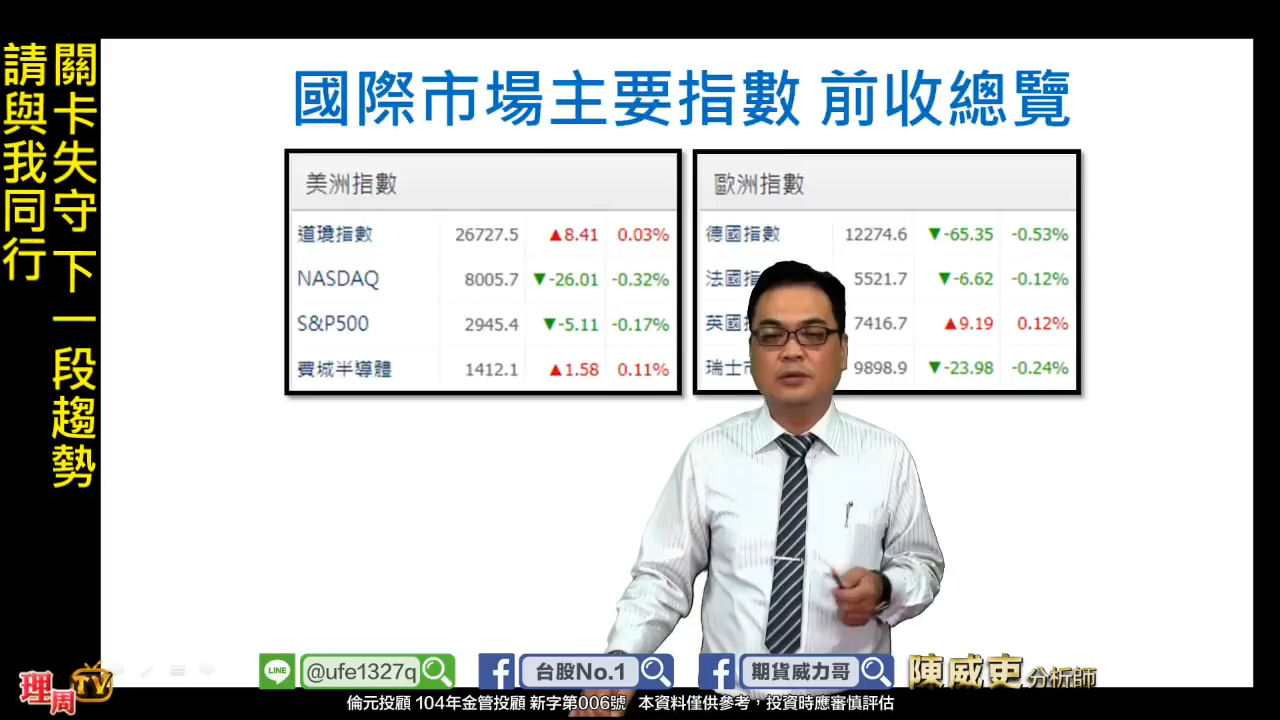 關卡失守 下一段趨勢
請與我同行
國際市場主要指數 前收總覽
美洲指數
道瓊指數 26727.5 ▲8.41 0.03%
NASDAQ 8005.7 ▼-26.01 -0.32%
S&P500 2945.4 ▼-5.11 -0.17%
費城半導體 1412.1 ▲1.58 0.11%
歐洲指數
德國指數 12274.6 ▼-65.35 -0.53%
法國指 5521.7 ▼-6.62 -0.12%
英國 7416.7 ▲9.19 0.12%
瑞士 9898.9 ▼-23.98 -0.24%
LINE @ufe1327q
台股No.1
期貨威力哥
陳威吏 分析師
理周TV
倫元投顧 104年金管投顧 新字第006號 本資料僅供參考,投資時應審慎評估